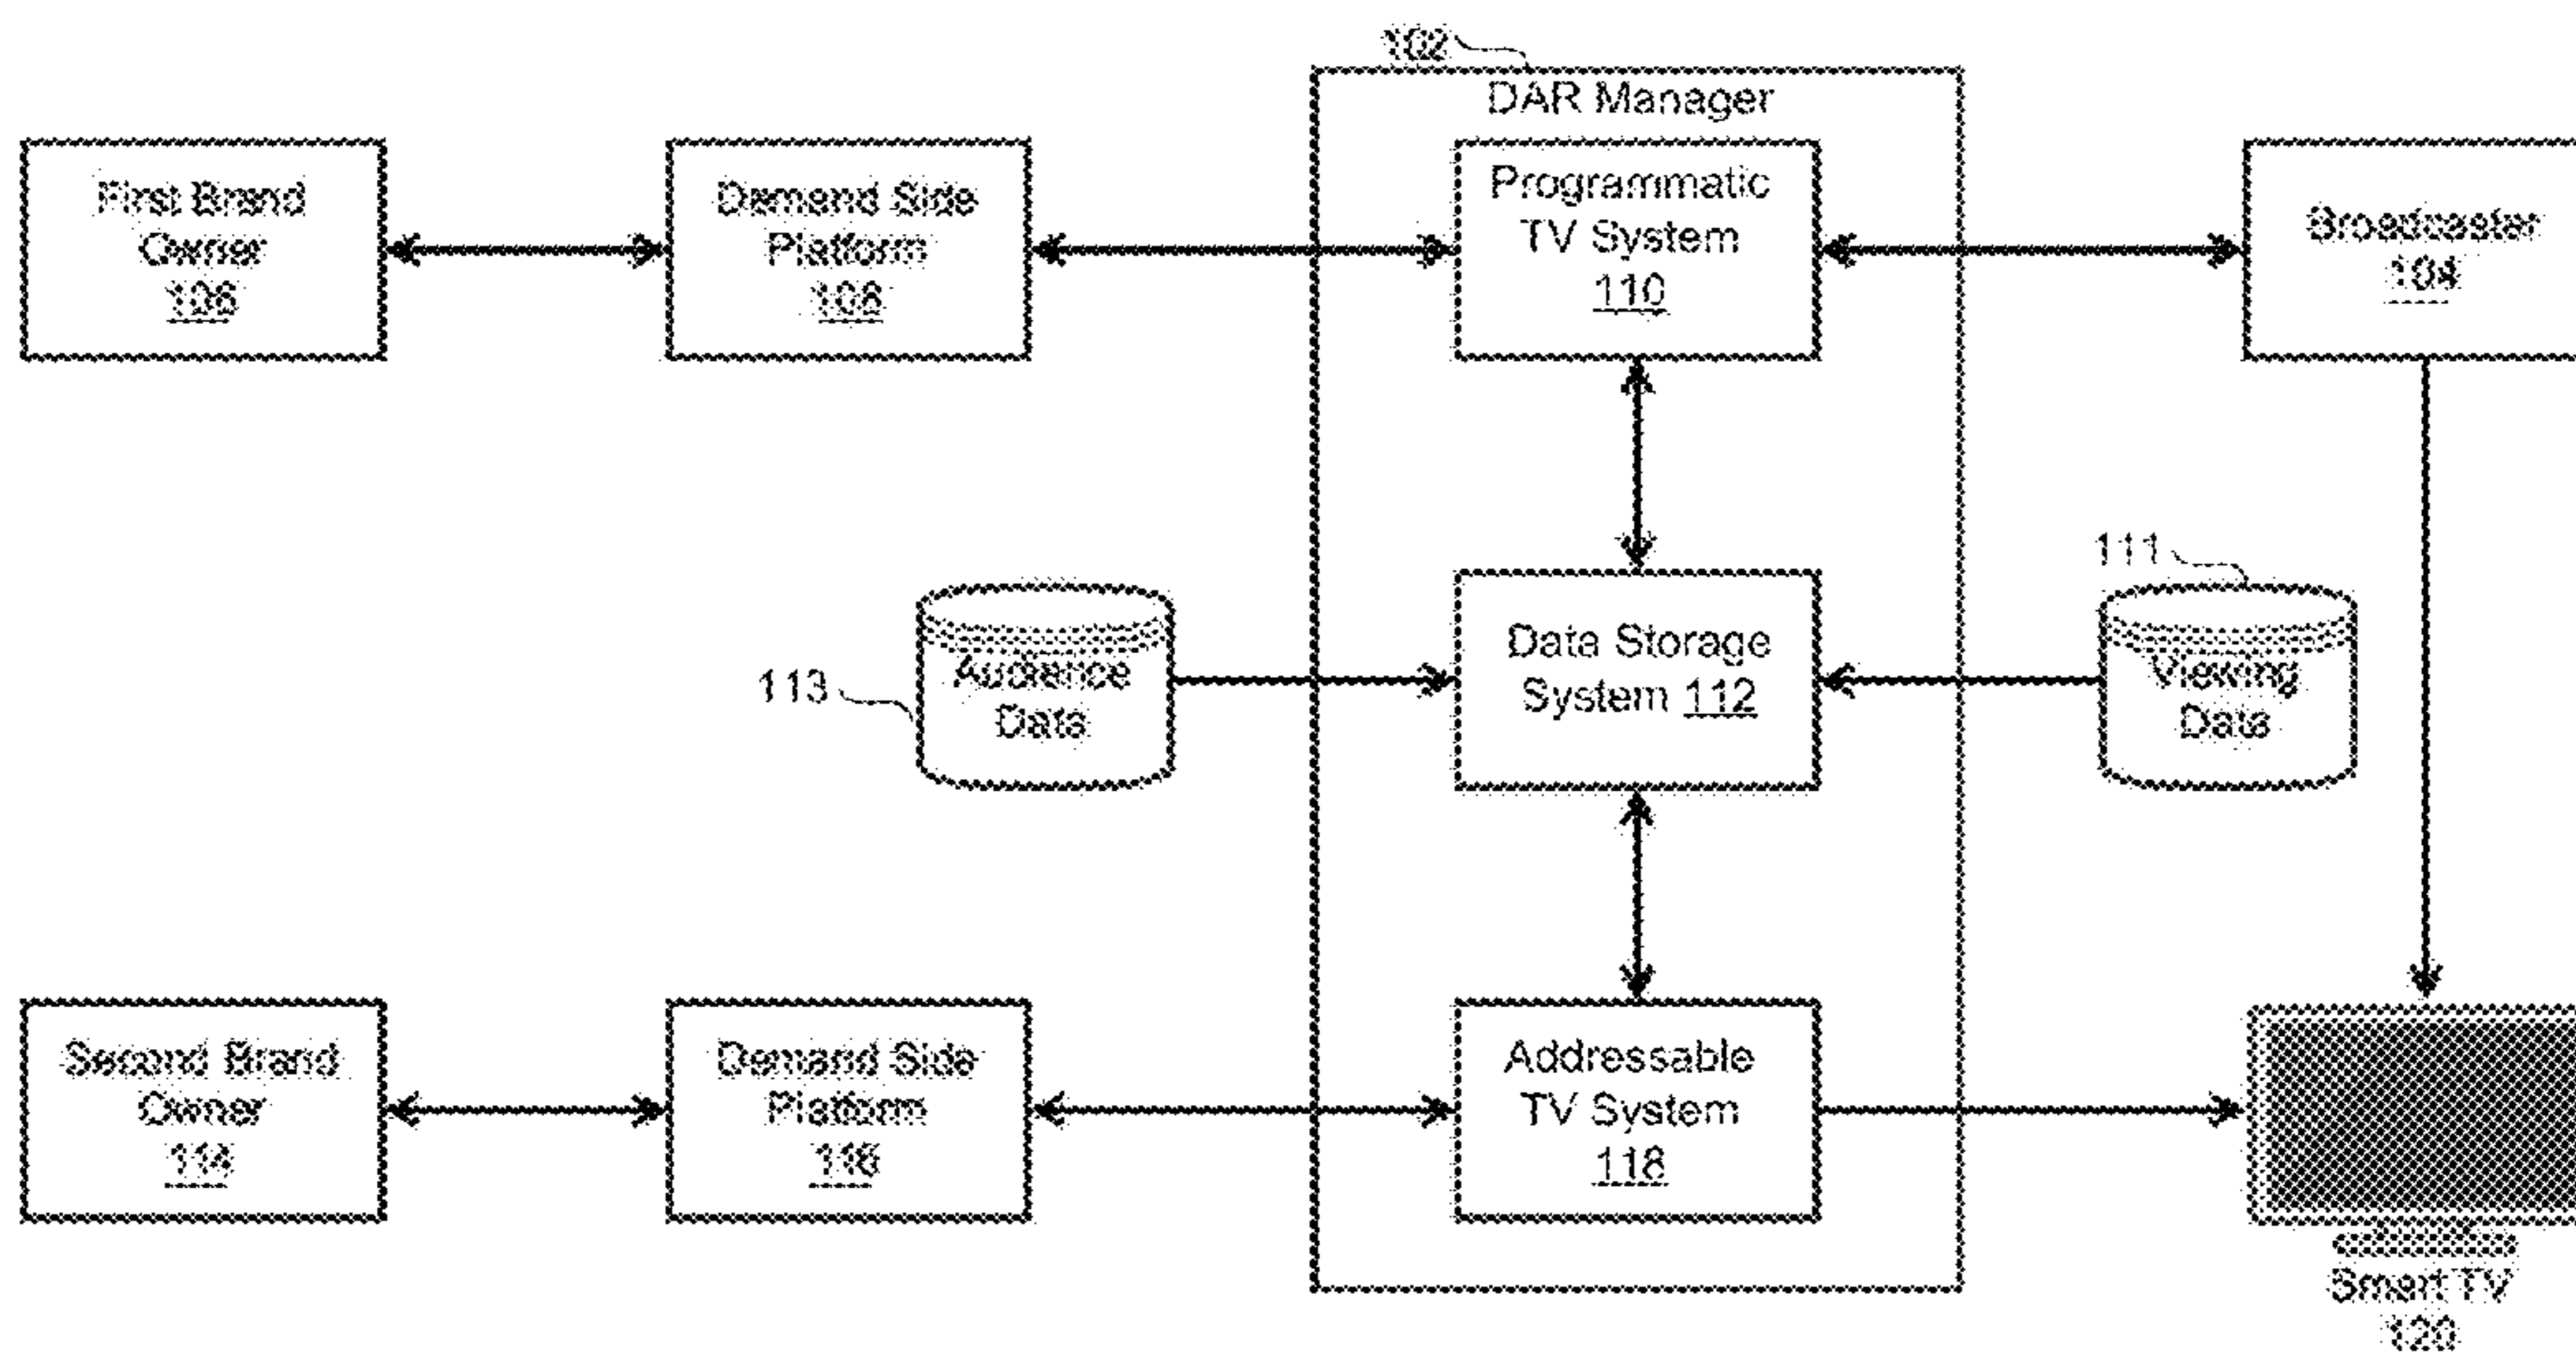 102
DAR Manager
First Brand
Owner
106
Demand Side
Platform
108
Programmatic
TV System
110
Broadcaster
104
111
113
Audience
Data
Data Storage
System 112
Viewing
Data
Second Brand
Owner
114
Demand Side
Platform
116
Addressable
TV System
118
Smart TV
120